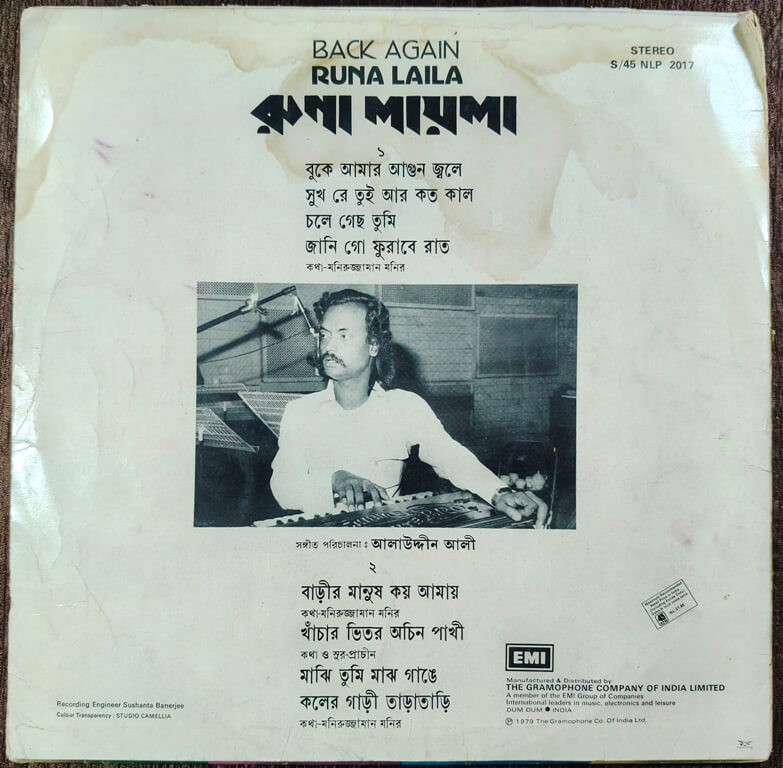 BACK AGAIN
RUNA LAILA
রুণা লায়লা
STEREO
S/45 NLP 2017
১
বুকে আমার আগুন জ্বলে
সুখ রে তুই আর কত কাল
চলে গেছ তুমি
জানি গো ফুরাবে রাত
কথা-মনিরুজ্জামান মনির
সঙ্গীত পরিচালনা : আলাউদ্দীন আলী
২
বাড়ীর মানুষ কয় আমায়
কথা-মনিরুজ্জামান মনির
খাঁচার ভিতর অচিন পাখী
কথা ও সুর-প্রাচীন
মাঝি তুমি মাঝ গাঙে
কলের গাড়ী তাড়াতাড়ি
কথা-মনিরুজ্জামান মনির
Recording Engineer Sushanta Banerjee
Colour Transparency : STUDIO CAMELLIA
EMI
Manufactured & Distributed by
THE GRAMOPHONE COMPANY OF INDIA LIMITED
A member of the EMI Group of Companies
International leaders in music, electronics and leisure
DUM DUM ● INDIA
℗ 1979 The Gramophone Co. Of India Ltd.